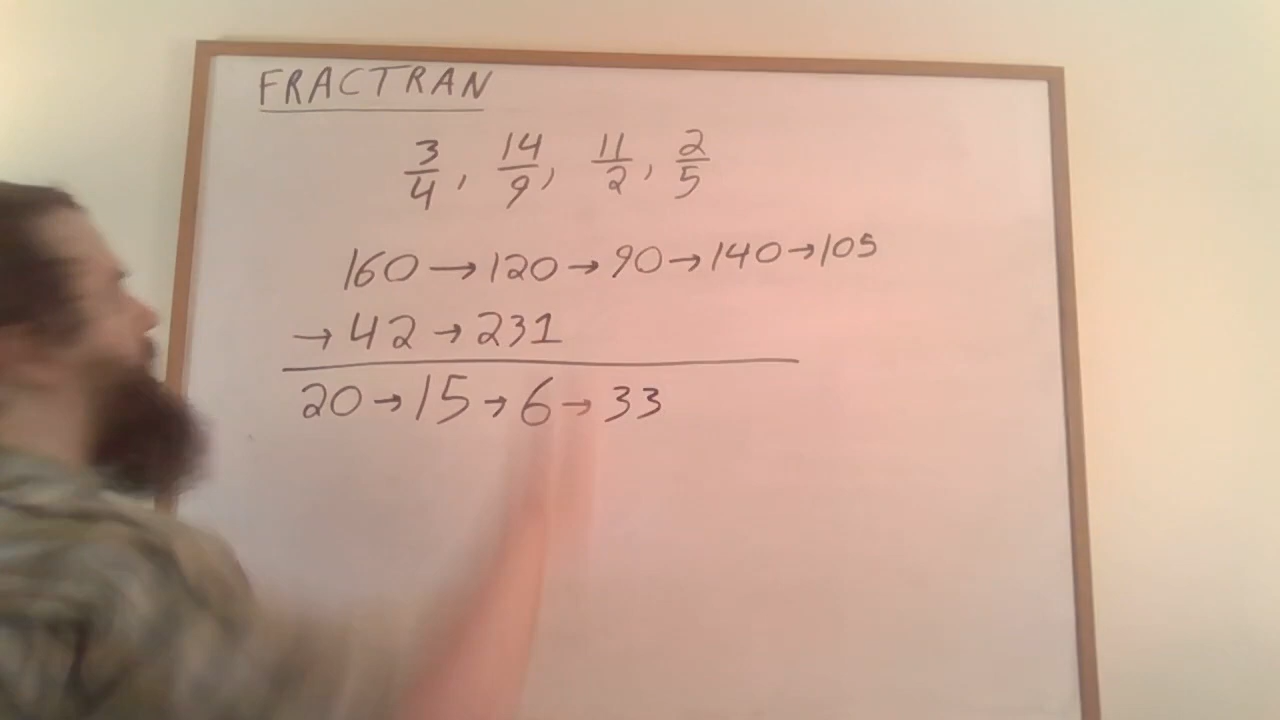 FRACTRAN
3/4, 14/9, 11/2, 2/5
160 → 120 → 90 → 140 → 105
→ 42 → 231
20 → 15 → 6 → 33